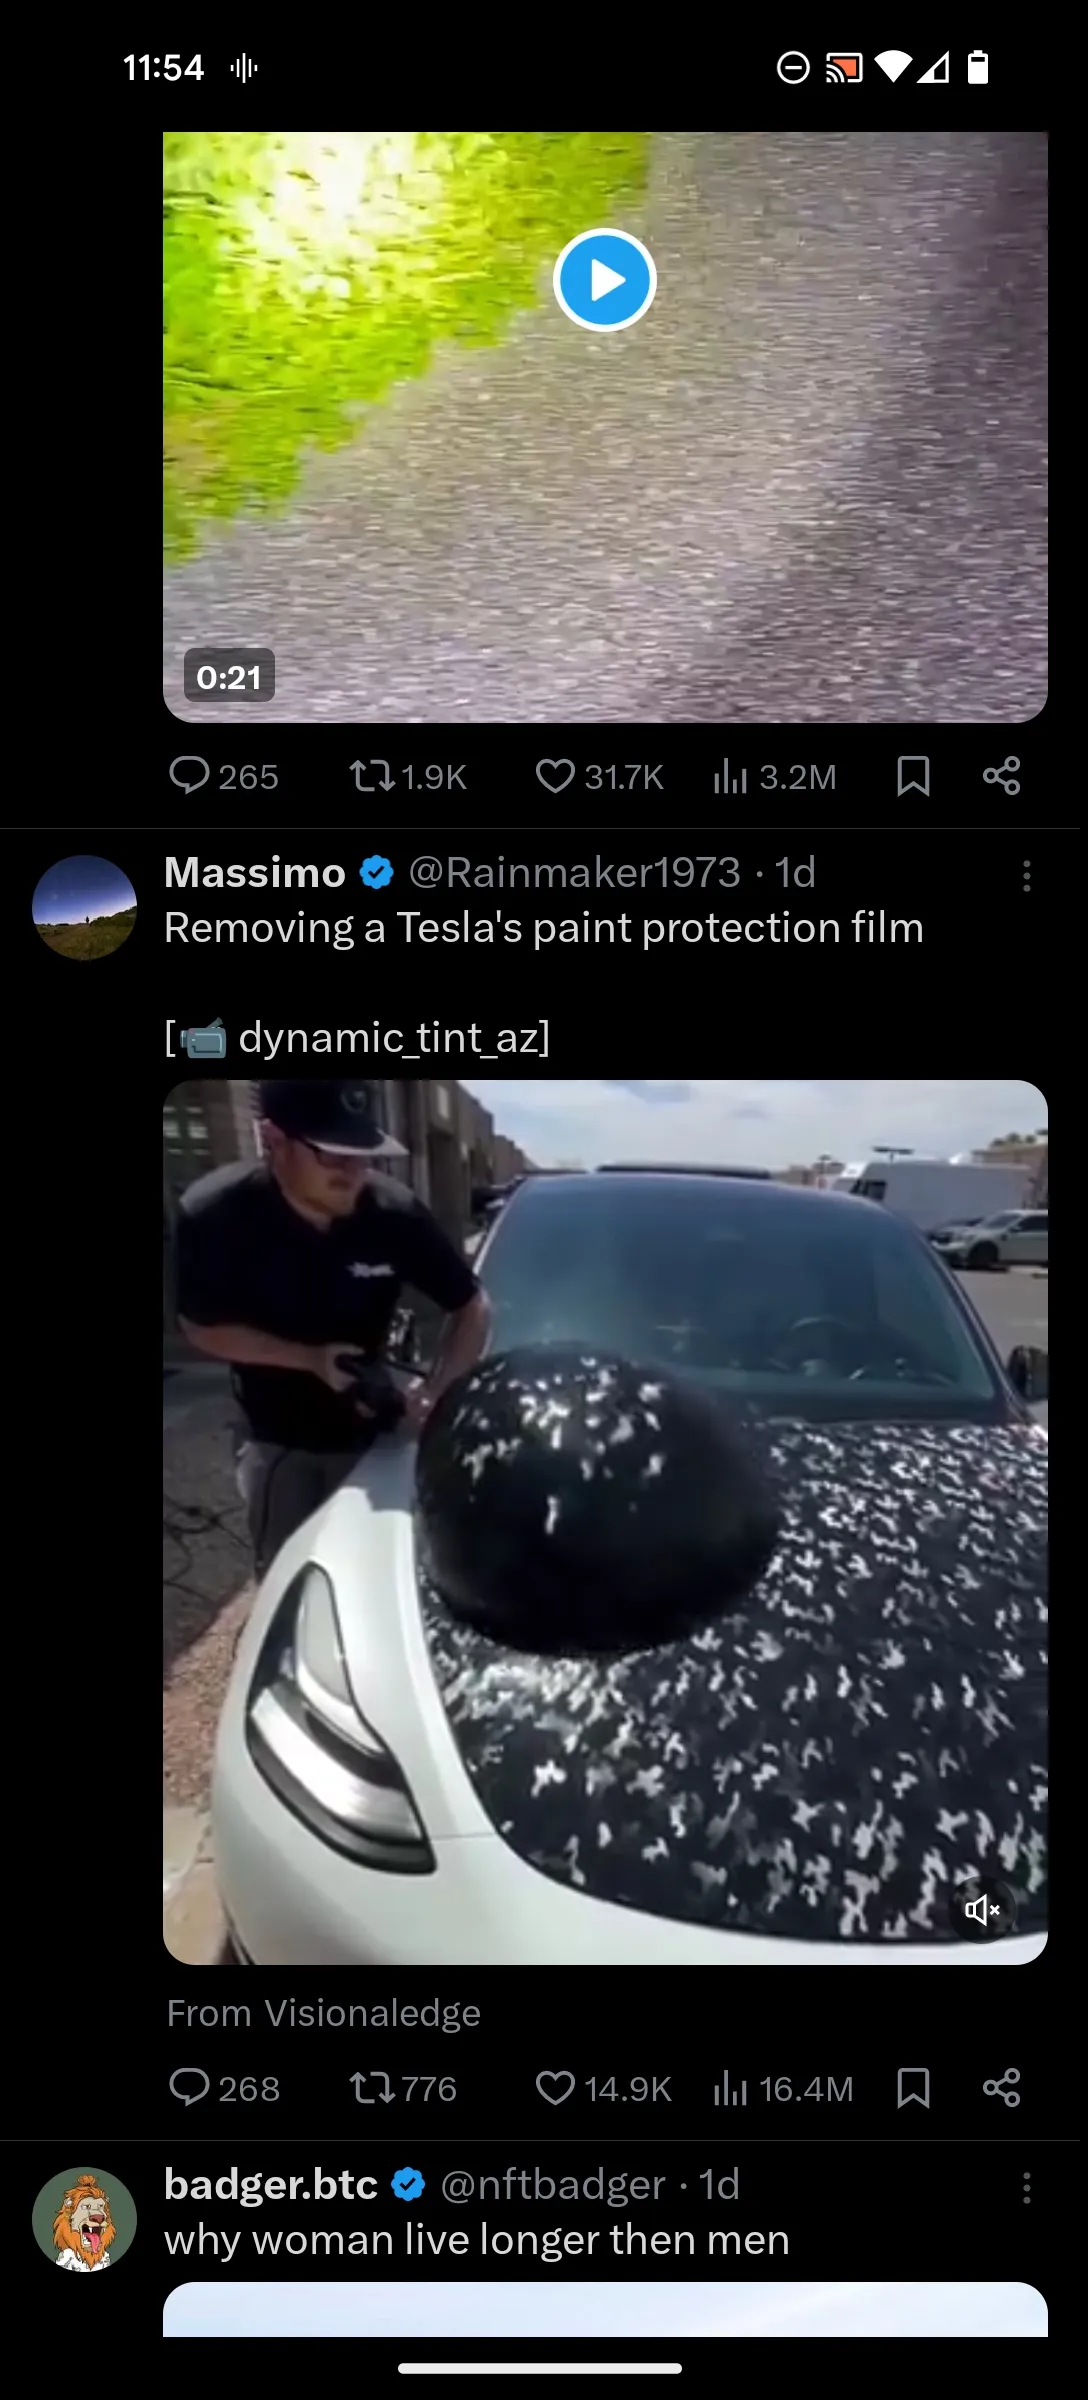 11:54
0:21
265 1.9K 31.7K 3.2M
Massimo @Rainmaker1973 · 1d
Removing a Tesla's paint protection film
[📹 dynamic_tint_az]
From Visionaledge
268 776 14.9K 16.4M
badger.btc @nftbadger · 1d
why woman live longer then men